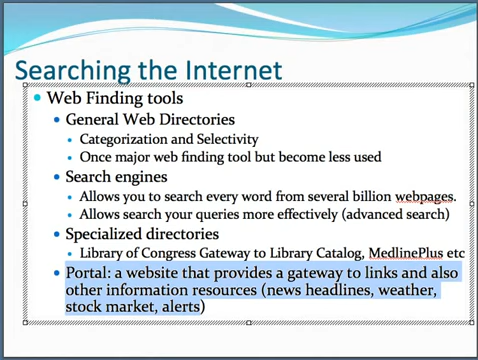 Searching the Internet
Web Finding tools
General Web Directories
Categorization and Selectivity
Once major web finding tool but become less used
Search engines
Allows you to search every word from several billion webpages.
Allows search your queries more effectively (advanced search)
Specialized directories
Library of Congress Gateway to Library Catalog, MedlinePlus etc
Portal: a website that provides a gateway to links and also
other information resources (news headlines, weather,
stock market, alerts)